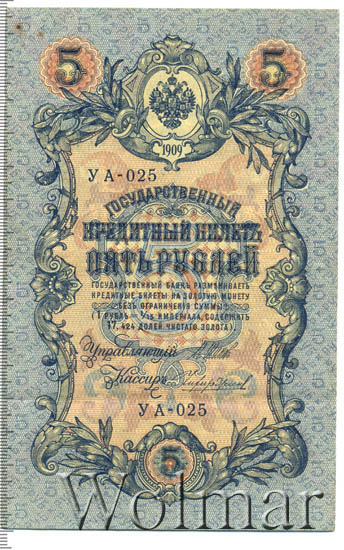 5 5
1909
УА-025
ГОСУДАРСТВЕННЫЙ
КРЕДИТНЫЙ БИЛЕТЪ
ПЯТЬ РУБЛЕЙ
ГОСУДАРСТВЕННЫЙ БАНКЪ РАЗМѢНИВАЕТЪ
КРЕДИТНЫЕ БИЛЕТЫ НА ЗОЛОТУЮ МОНЕТУ
БЕЗЪ ОГРАНИЧЕНІЯ СУММЫ
(1 РУБЛЬ = 1/15 ИМПЕРІАЛА, СОДЕРЖИТЪ
17,424 ДОЛЕЙ ЧИСТАГО ЗОЛОТА)
Управляющій
Кассиръ
УА-025
5
Wolmar